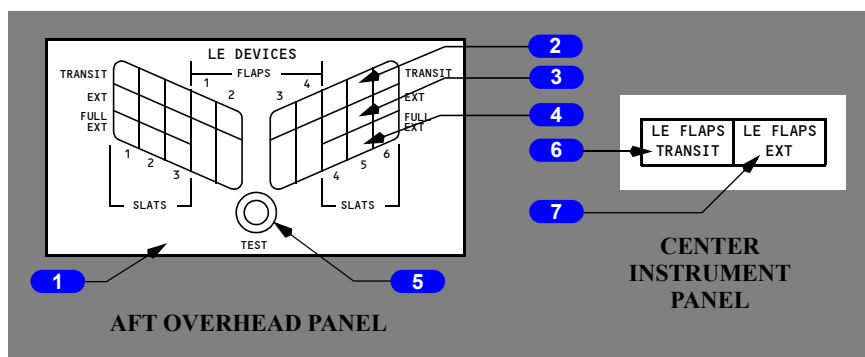 LE DEVICES
FLAPS
TRANSIT
EXT
FULL
EXT
1
2
3
4
TRANSIT
EXT
FULL
EXT
1
2
3
4
5
6
SLATS
SLATS
TEST
1
5
AFT OVERHEAD PANEL
2
3
4
6
7
LE FLAPS
TRANSIT
LE FLAPS
EXT
CENTER
INSTRUMENT
PANEL